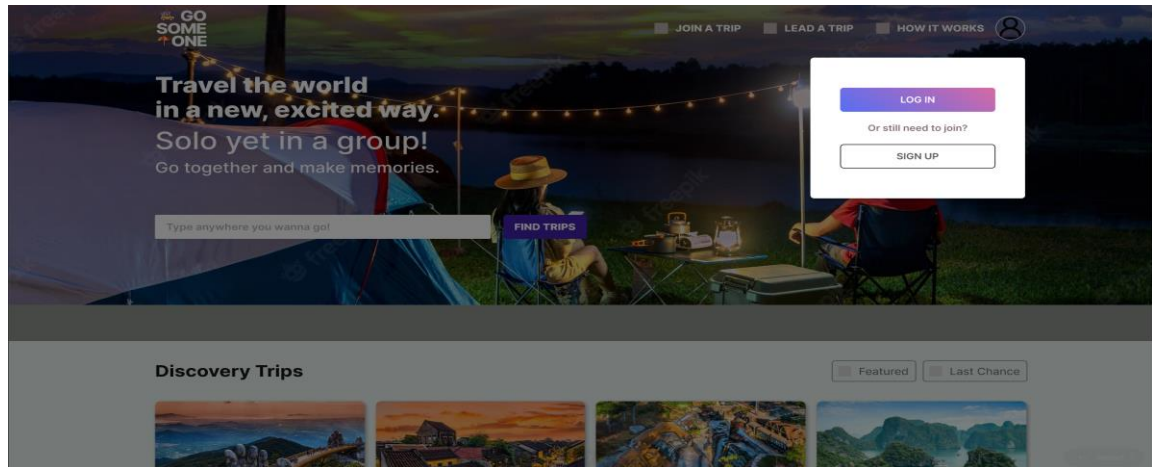 GO
SOME
ONE
JOIN A TRIP
LEAD A TRIP
HOW IT WORKS
Travel the world
in a new, excited way.
Solo yet in a group!
Go together and make memories.
Type anywhere you wanna go!
FIND TRIPS
LOG IN
Or still need to join?
SIGN UP
Discovery Trips
Featured
Last Chance
freepik
freepik